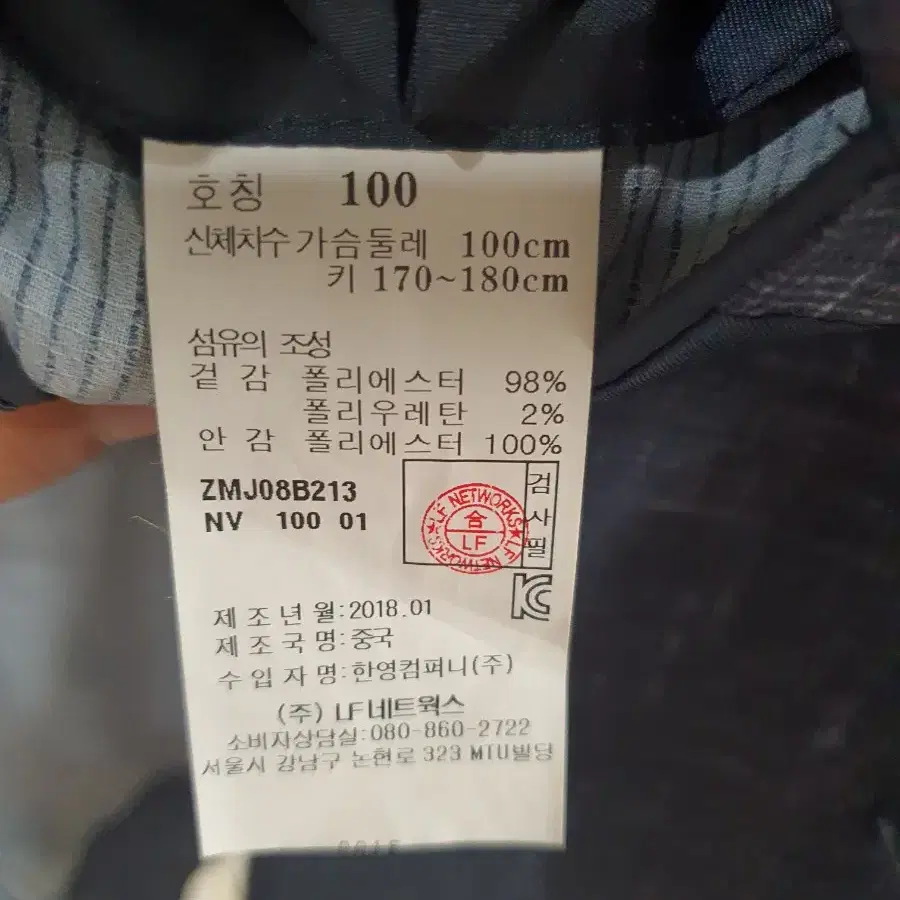 호칭 100
신체치수 가슴둘레 100cm
키 170~180cm
섬유의 조성
겉 감 폴리에스터 98%
폴리우레탄 2%
안 감 폴리에스터 100%
ZMJ08B213
NV 100 01
검사필
LF NETWORKS
合
LF
LF NETWORKS
제 조 년 월:2018.01
제 조 국 명:중국
수 입 자 명:한영컴퍼니(주)
(주) LF네트웍스
소비자상담실:080-860-2722
서울시 강남구 논현로 323 MTU빌딩